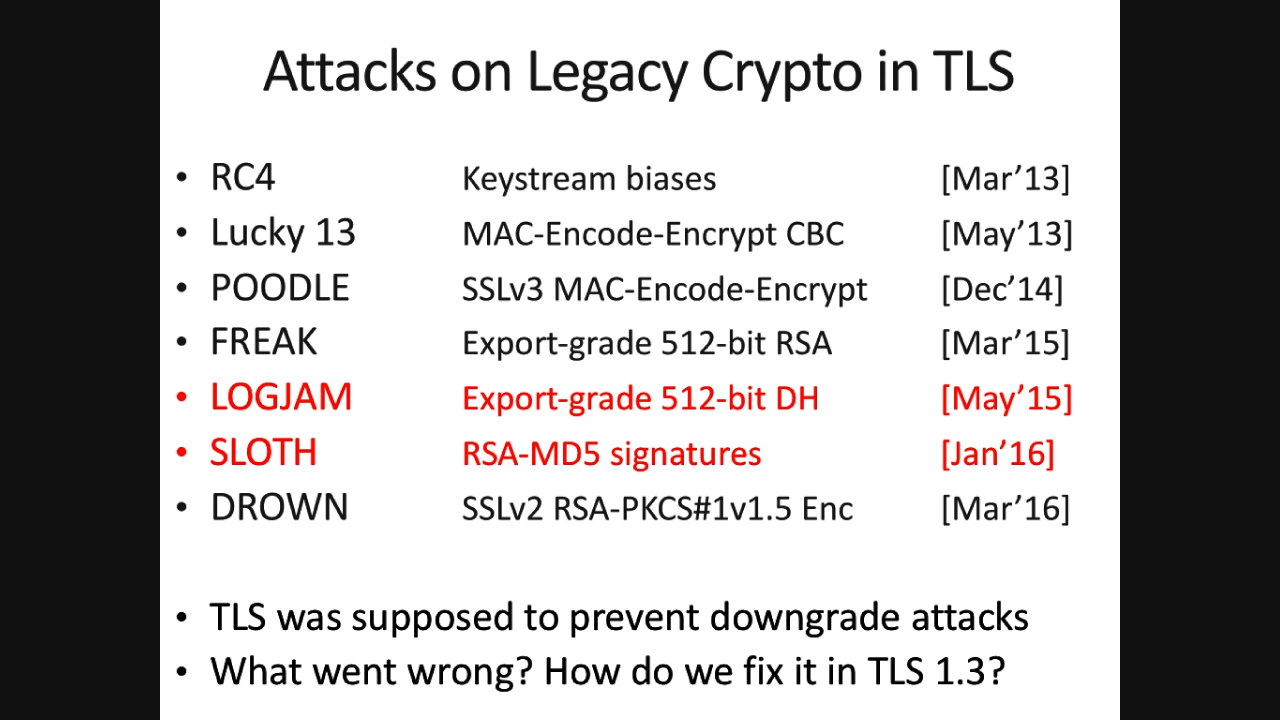 Attacks on Legacy Crypto in TLS
• RC4 Keystream biases [Mar’13]
• Lucky 13 MAC-Encode-Encrypt CBC [May’13]
• POODLE SSLv3 MAC-Encode-Encrypt [Dec’14]
• FREAK Export-grade 512-bit RSA [Mar’15]
• LOGJAM Export-grade 512-bit DH [May’15]
• SLOTH RSA-MD5 signatures [Jan’16]
• DROWN SSLv2 RSA-PKCS#1v1.5 Enc [Mar’16]
• TLS was supposed to prevent downgrade attacks
• What went wrong? How do we fix it in TLS 1.3?